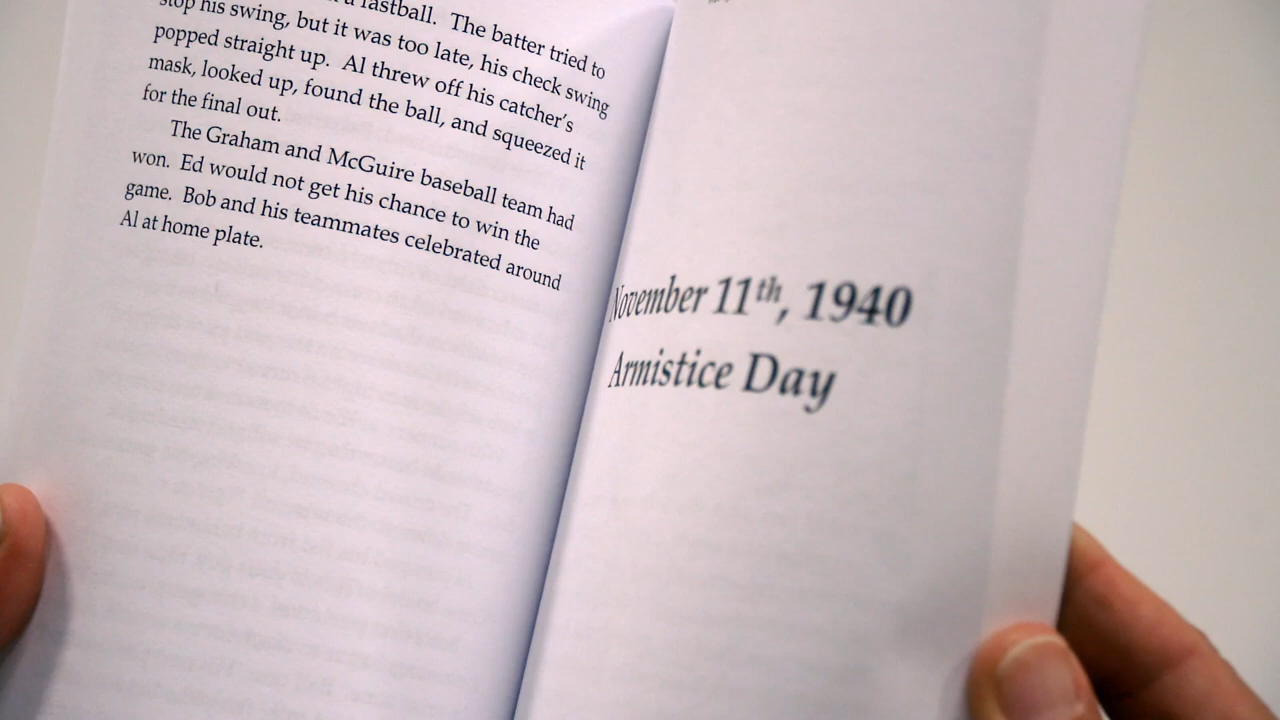 a fastball. The batter tried to
stop his swing, but it was too late, his check swing
popped straight up. Al threw off his catcher's
mask, looked up, found the ball, and squeezed it
for the final out.
The Graham and McGuire baseball team had
won. Ed would not get his chance to win the
game. Bob and his teammates celebrated around
Al at home plate.
November 11th, 1940
Armistice Day